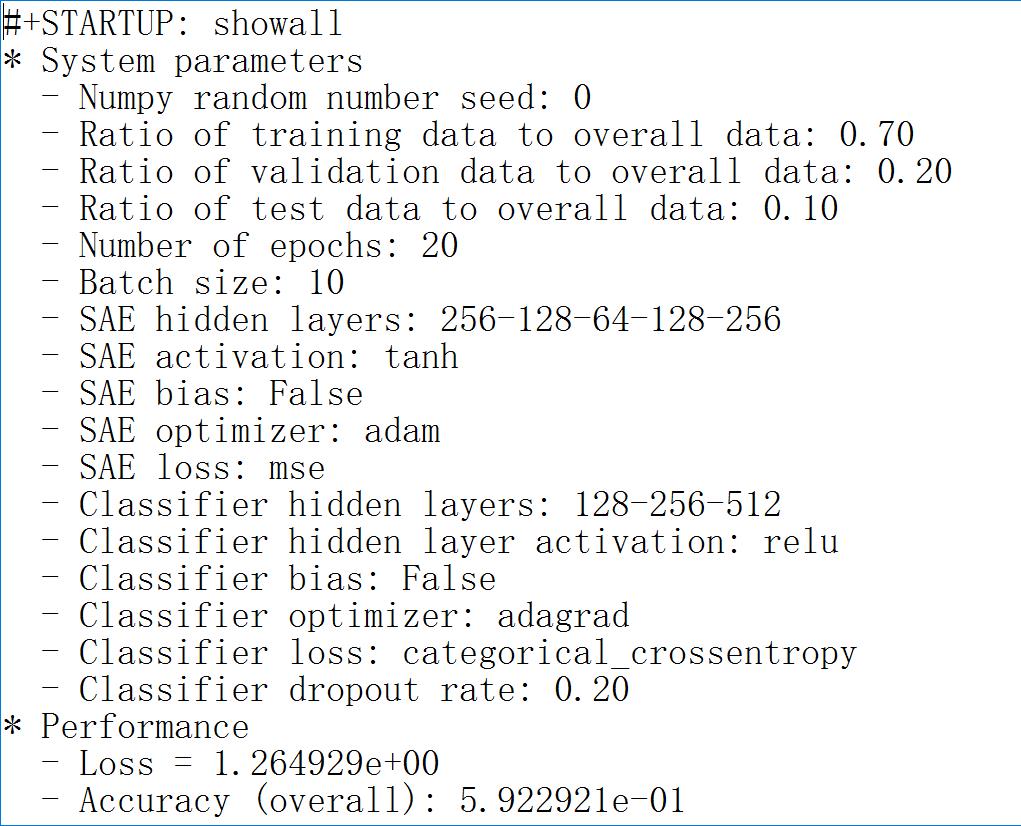 #+STARTUP: showall
* System parameters
- Numpy random number seed: 0
- Ratio of training data to overall data: 0.70
- Ratio of validation data to overall data: 0.20
- Ratio of test data to overall data: 0.10
- Number of epochs: 20
- Batch size: 10
- SAE hidden layers: 256-128-64-128-256
- SAE activation: tanh
- SAE bias: False
- SAE optimizer: adam
- SAE loss: mse
- Classifier hidden layers: 128-256-512
- Classifier hidden layer activation: relu
- Classifier bias: False
- Classifier optimizer: adagrad
- Classifier loss: categorical_crossentropy
- Classifier dropout rate: 0.20
* Performance
- Loss = 1.264929e+00
- Accuracy (overall): 5.922921e-01